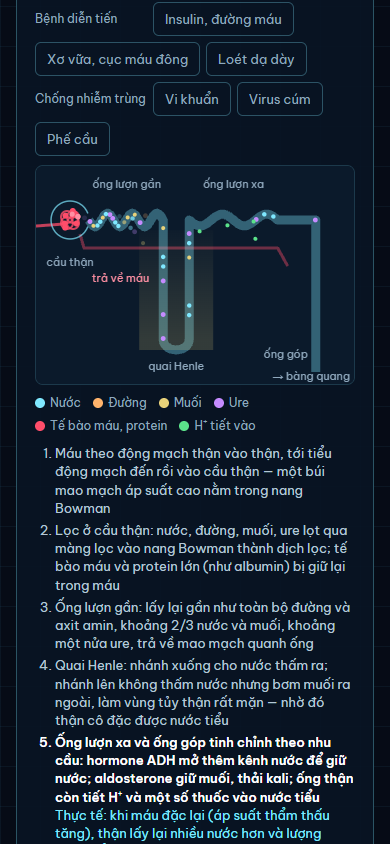 Bệnh diễn tiến
Insulin, đường máu
Xơ vữa, cục máu đông
Loét dạ dày
Chống nhiễm trùng
Vi khuẩn
Virus cúm
Phế cầu
ống lượn gần
ống lượn xa
cầu thận
trả về máu
quai Henle
ống góp
→ bàng quang
Nước
Đường
Muối
Ure
Tế bào máu, protein
H⁺ tiết vào
1. Máu theo động mạch thận vào thận, tới tiểu
động mạch đến rồi vào cầu thận — một búi
mao mạch áp suất cao nằm trong nang
Bowman
2. Lọc ở cầu thận: nước, đường, muối, ure lọt qua
màng lọc vào nang Bowman thành dịch lọc; tế
bào máu và protein lớn (như albumin) bị giữ lại
trong máu
3. Ống lượn gần: lấy lại gần như toàn bộ đường và
axit amin, khoảng 2/3 nước và muối, khoảng
một nửa ure, trả về mao mạch quanh ống
4. Quai Henle: nhánh xuống cho nước thấm ra;
nhánh lên không thấm nước nhưng bơm muối ra
ngoài, làm vùng tủy thận rất mặn — nhờ đó
thận cô đặc được nước tiểu
5. Ống lượn xa và ống góp tinh chỉnh theo nhu
cầu: hormone ADH mở thêm kênh nước để giữ
nước; aldosterone giữ muối, thải kali; ống thận
còn tiết H⁺ và một số thuốc vào nước tiểu
Thực tế: khi máu đặc lại (áp suất thẩm thấu
tăng), thận lấy lại nhiều nước hơn và lượng